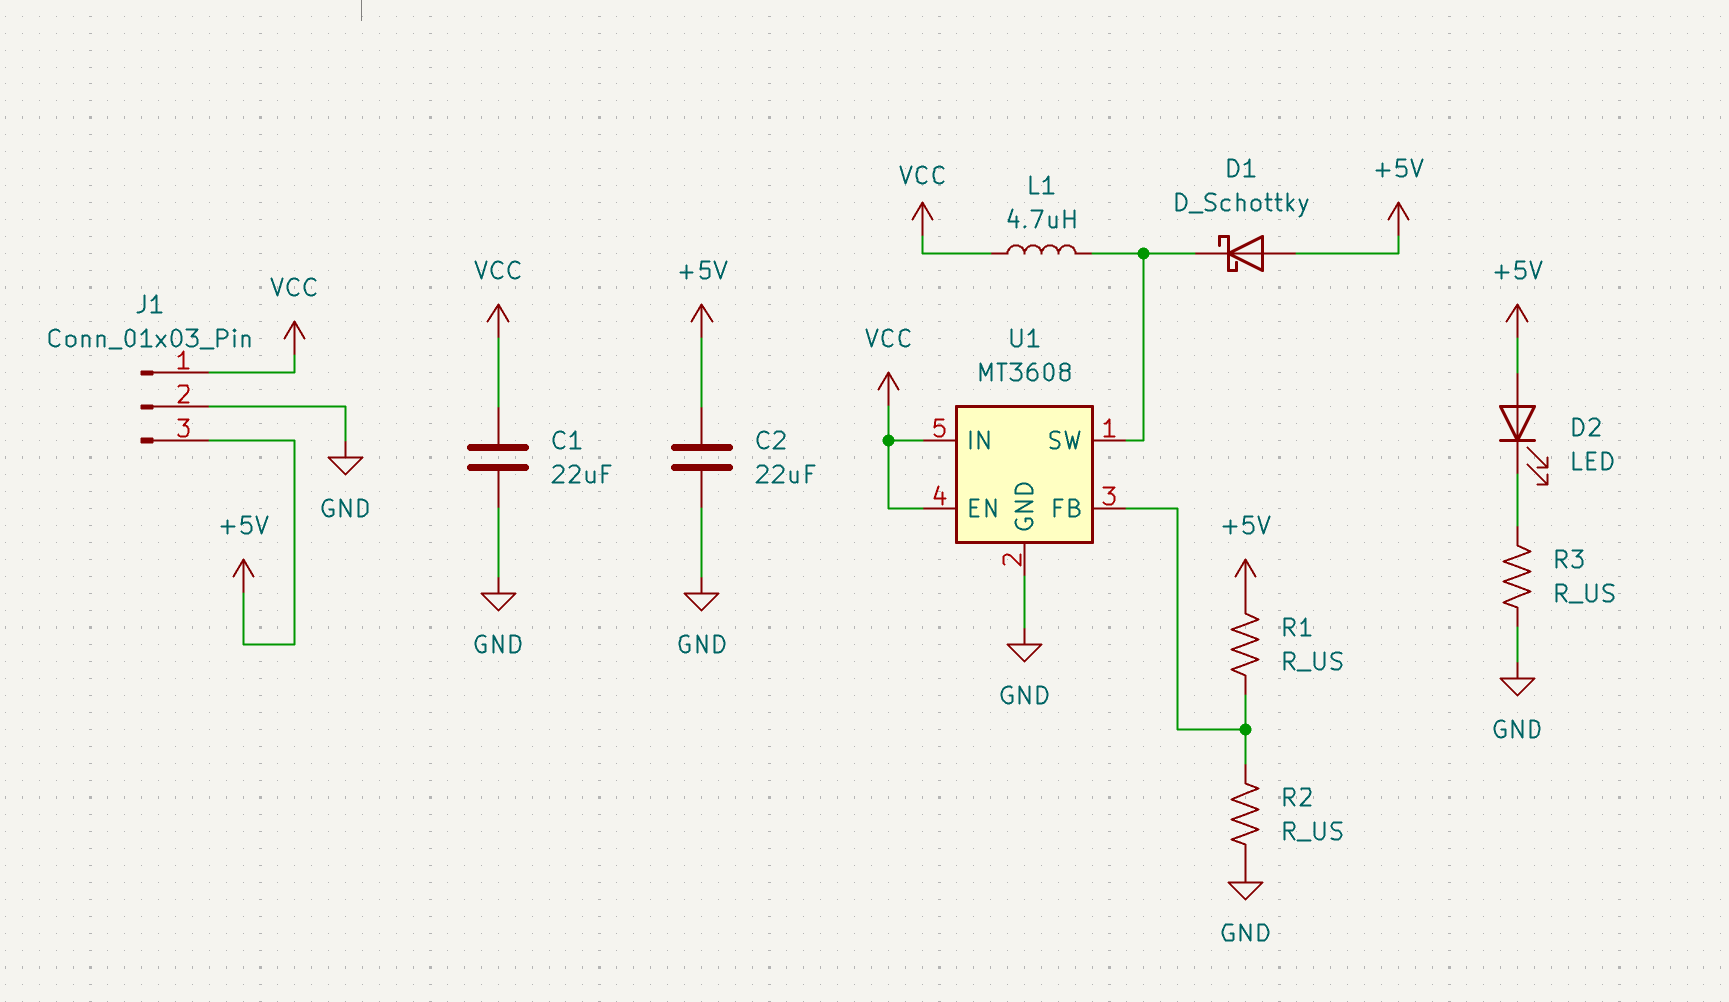 J1
Conn_01x03_Pin
1
2
3
VCC
GND
+5V
VCC
C1
22uF
GND
+5V
C2
22uF
GND
VCC
L1
4.7uH
D1
D_Schottky
+5V
VCC
U1
MT3608
5
IN
SW
1
4
EN
GND
FB
3
2
GND
+5V
R1
R_US
R2
R_US
GND
+5V
D2
LED
R3
R_US
GND